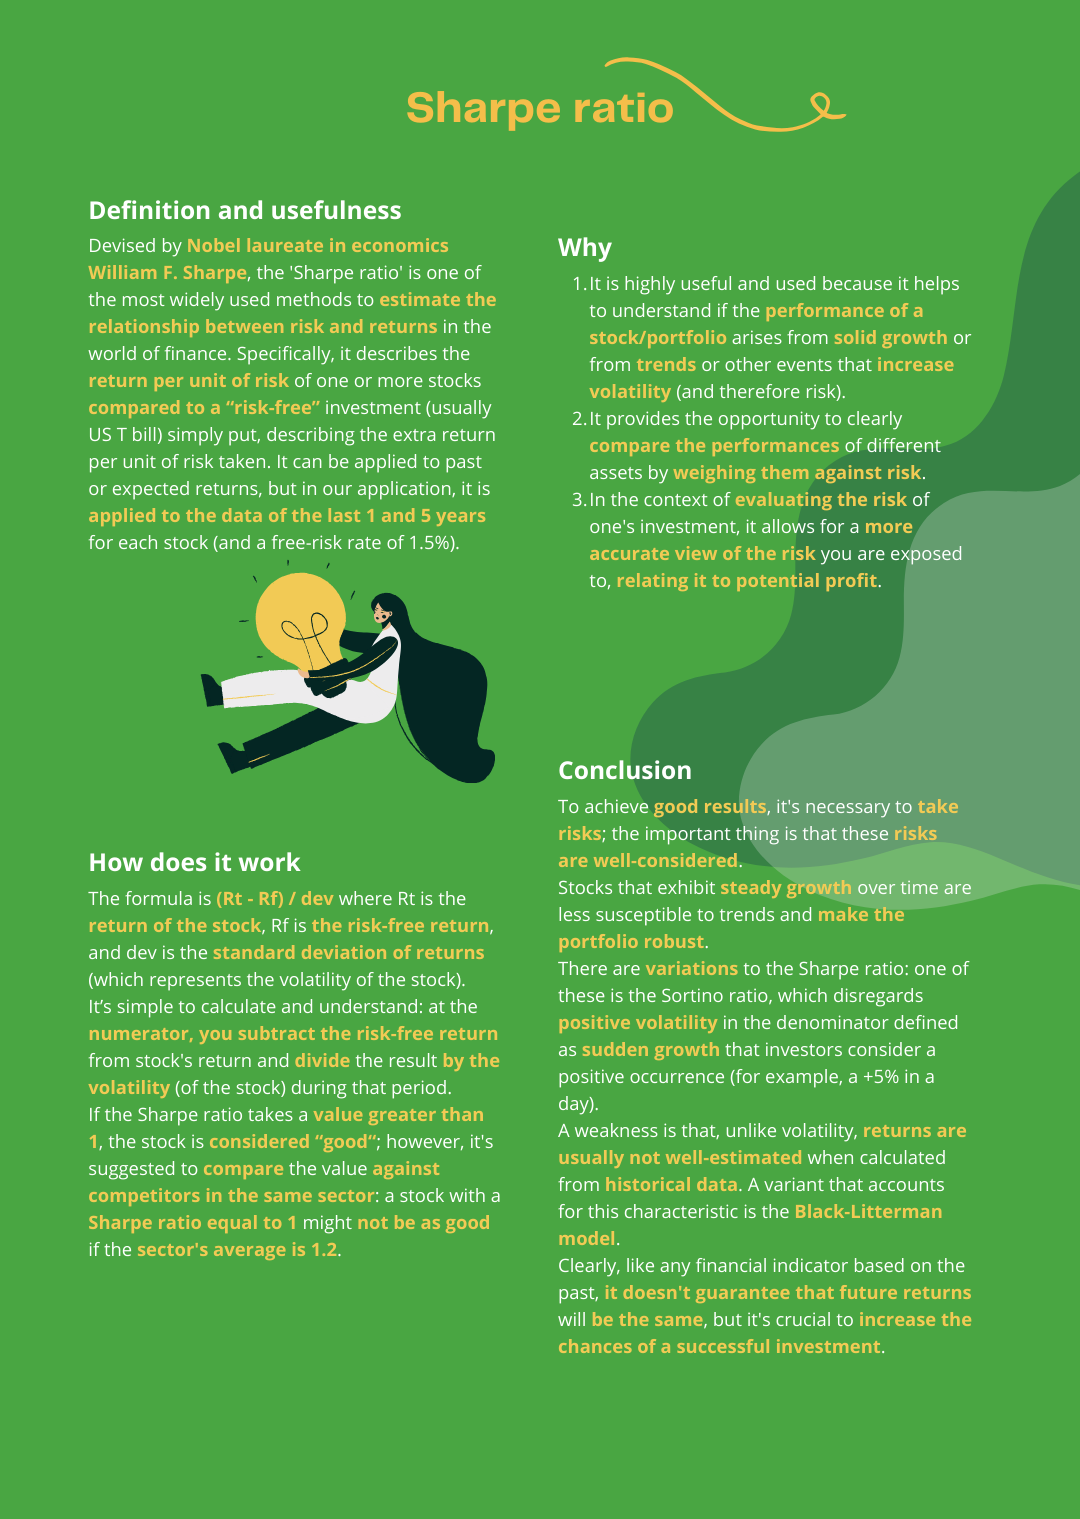 Sharpe ratio
Definition and usefulness
Devised by Nobel laureate in economics
William F. Sharpe, the 'Sharpe ratio' is one of
the most widely used methods to estimate the
relationship between risk and returns in the
world of finance. Specifically, it describes the
return per unit of risk of one or more stocks
compared to a “risk-free” investment (usually
US T bill) simply put, describing the extra return
per unit of risk taken. It can be applied to past
or expected returns, but in our application, it is
applied to the data of the last 1 and 5 years
for each stock (and a free-risk rate of 1.5%).
How does it work
The formula is (Rt - Rf) / dev where Rt is the
return of the stock, Rf is the risk-free return,
and dev is the standard deviation of returns
(which represents the volatility of the stock).
It’s simple to calculate and understand: at the
numerator, you subtract the risk-free return
from stock's return and divide the result by the
volatility (of the stock) during that period.
If the Sharpe ratio takes a value greater than
1, the stock is considered “good“; however, it's
suggested to compare the value against
competitors in the same sector: a stock with a
Sharpe ratio equal to 1 might not be as good
if the sector's average is 1.2.
Why
1. It is highly useful and used because it helps
to understand if the performance of a
stock/portfolio arises from solid growth or
from trends or other events that increase
volatility (and therefore risk).
2. It provides the opportunity to clearly
compare the performances of different
assets by weighing them against risk.
3. In the context of evaluating the risk of
one's investment, it allows for a more
accurate view of the risk you are exposed
to, relating it to potential profit.
Conclusion
To achieve good results, it's necessary to take
risks; the important thing is that these risks
are well-considered.
Stocks that exhibit steady growth over time are
less susceptible to trends and make the
portfolio robust.
There are variations to the Sharpe ratio: one of
these is the Sortino ratio, which disregards
positive volatility in the denominator defined
as sudden growth that investors consider a
positive occurrence (for example, a +5% in a
day).
A weakness is that, unlike volatility, returns are
usually not well-estimated when calculated
from historical data. A variant that accounts
for this characteristic is the Black-Litterman
model.
Clearly, like any financial indicator based on the
past, it doesn't guarantee that future returns
will be the same, but it's crucial to increase the
chances of a successful investment.